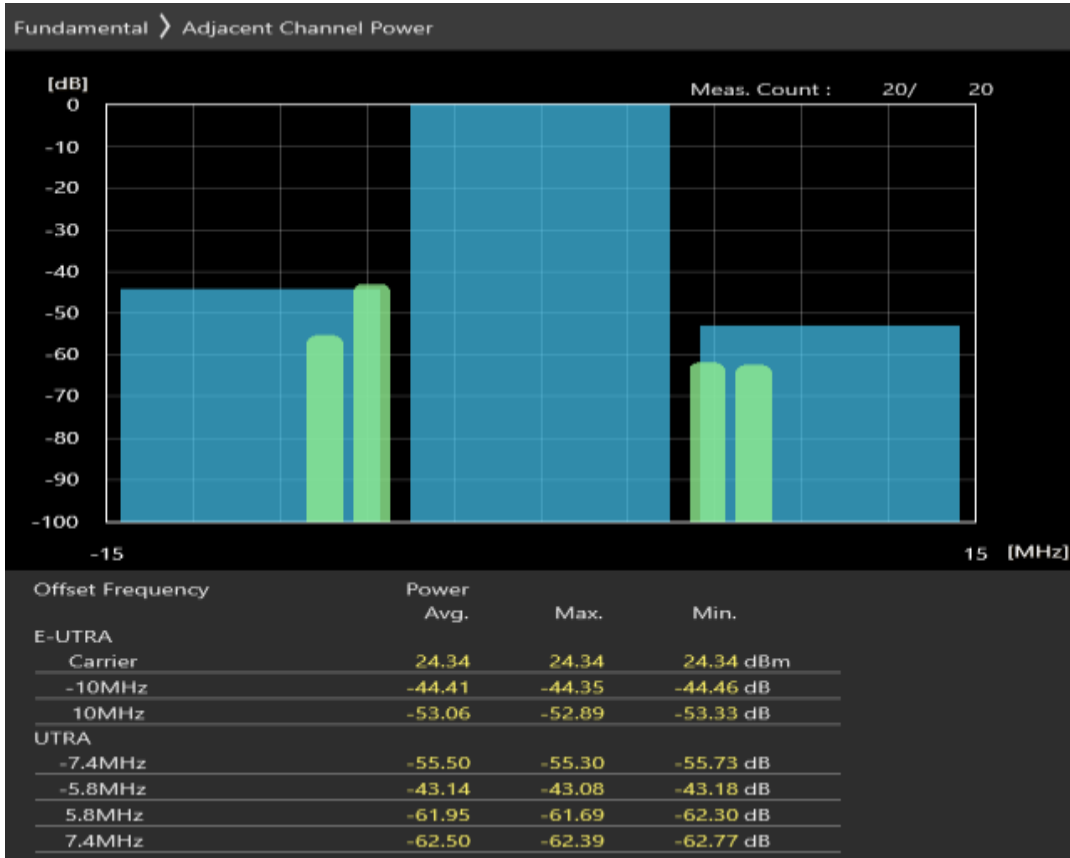 Fundamental > Adjacent Channel Power
[dB]
Meas. Count : 20/ 20
0
-10
-20
-30
-40
-50
-60
-70
-80
-90
-100
-15 15 [MHz]
Offset Frequency Power
Avg. Max. Min.
E-UTRA
Carrier 24.34 24.34 24.34 dBm
-10MHz -44.41 -44.35 -44.46 dB
10MHz -53.06 -52.89 -53.33 dB
UTRA
-7.4MHz -55.50 -55.30 -55.73 dB
-5.8MHz -43.14 -43.08 -43.18 dB
5.8MHz -61.95 -61.69 -62.30 dB
7.4MHz -62.50 -62.39 -62.77 dB